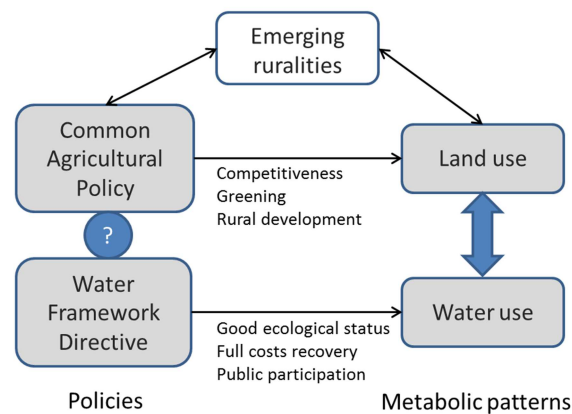 Emerging
ruralities
Common
Agricultural
Policy
Land use
Competitiveness
Greening
Rural development
?
Water
Framework
Directive
Water use
Good ecological status
Full costs recovery
Public participation
Policies
Metabolic patterns